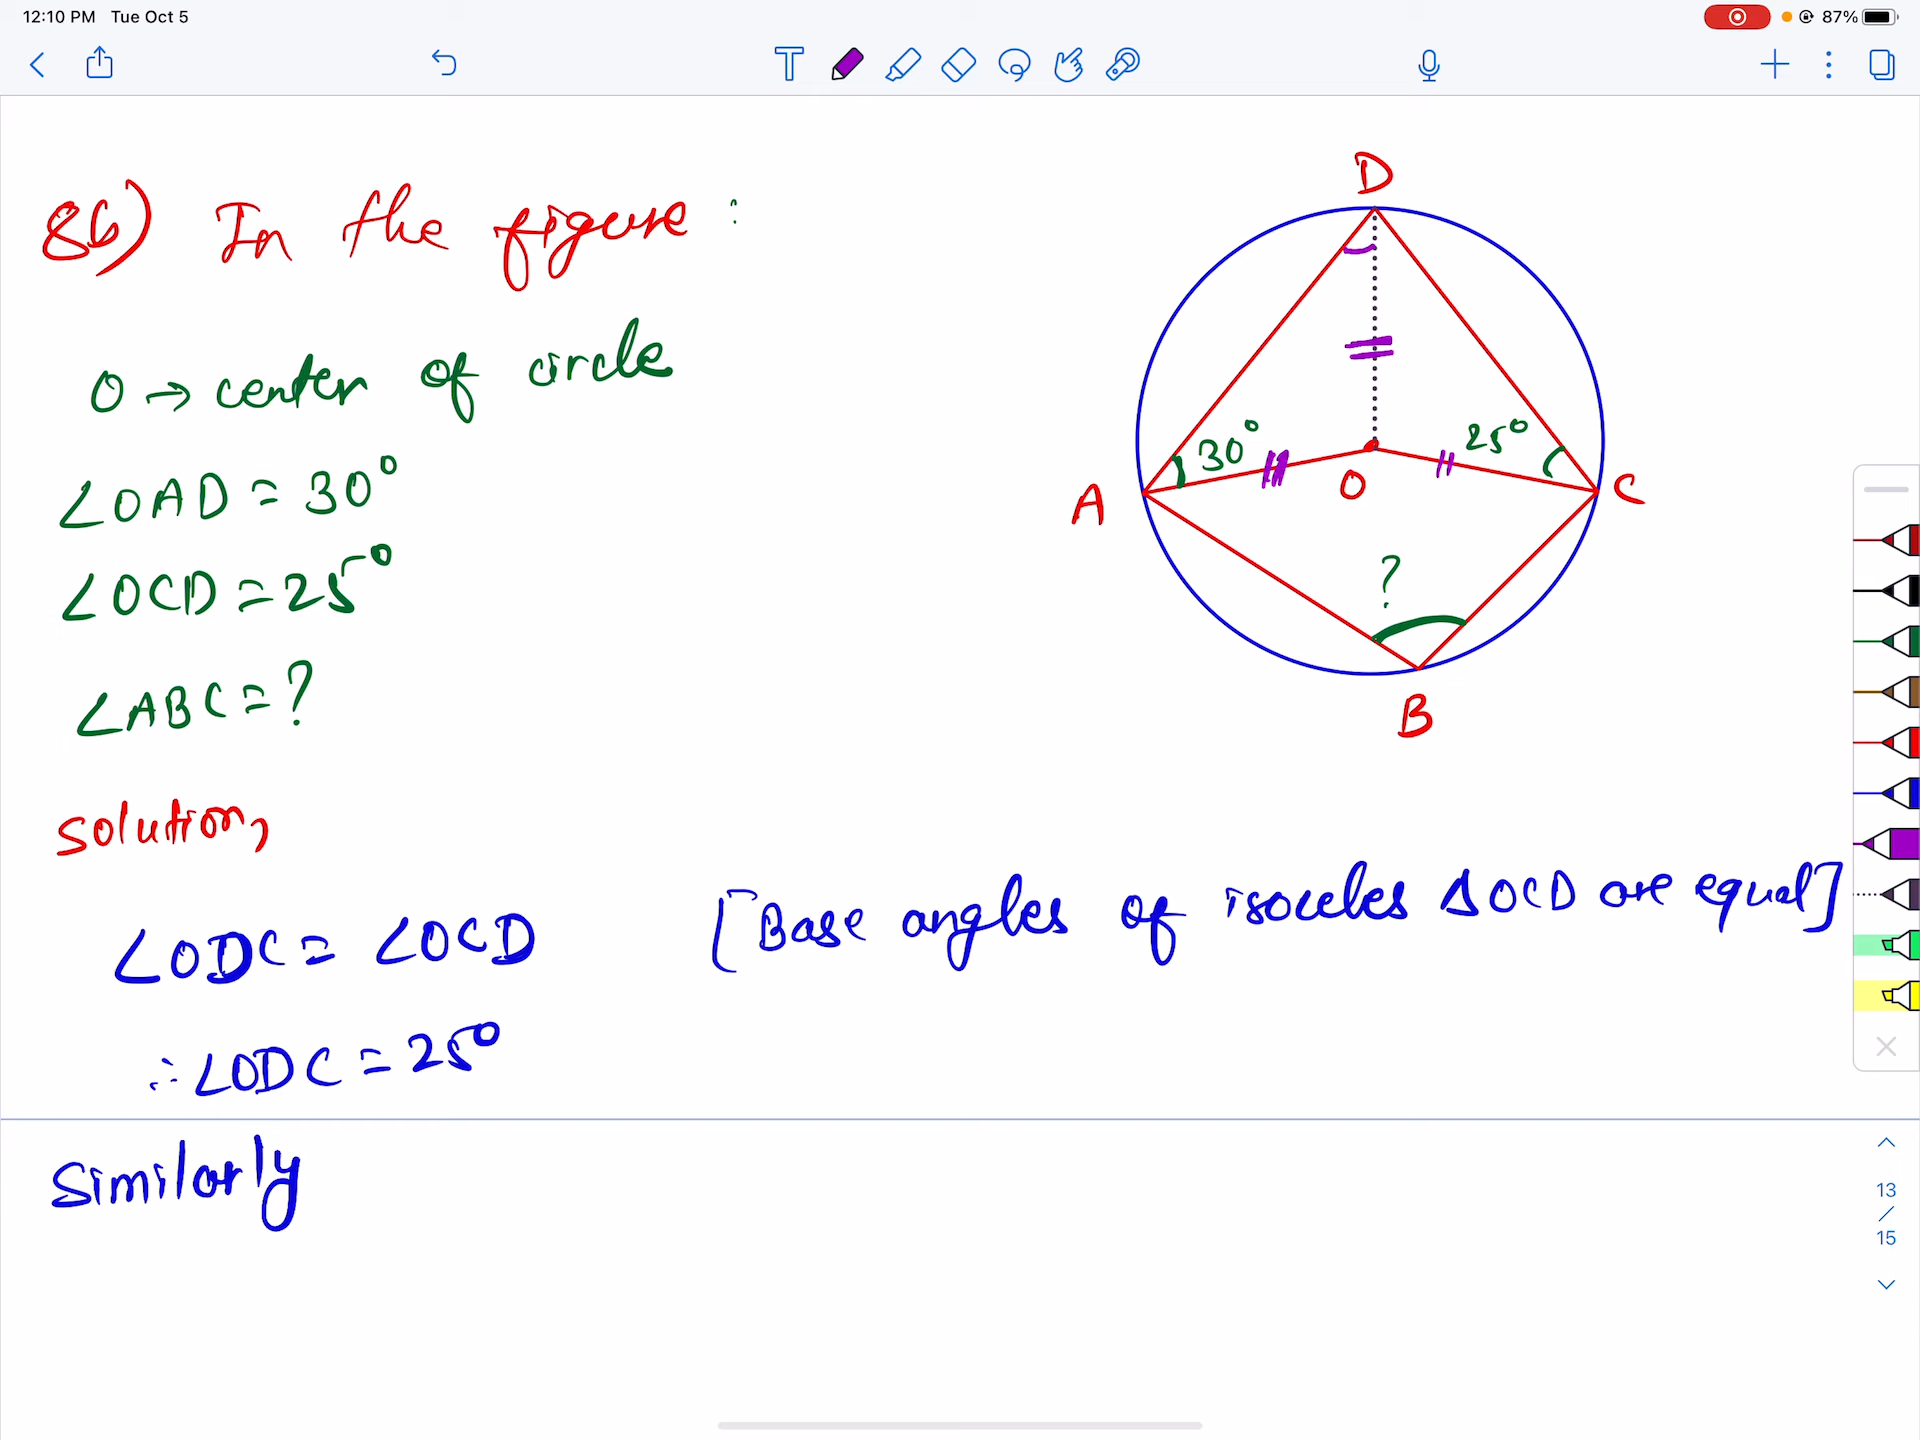 12:10 PM Tue Oct 5
87%
T
86) In the figure :
O → center of circle
∠OAD = 30°
∠OCD = 25°
∠ABC = ?
solution,
∠ODC = ∠OCD [Base angles of isoceles ΔOCD are equal]
∴ ∠ODC = 25°
Similarly
D
30°
25°
A
O
C
?
B
13
/
15